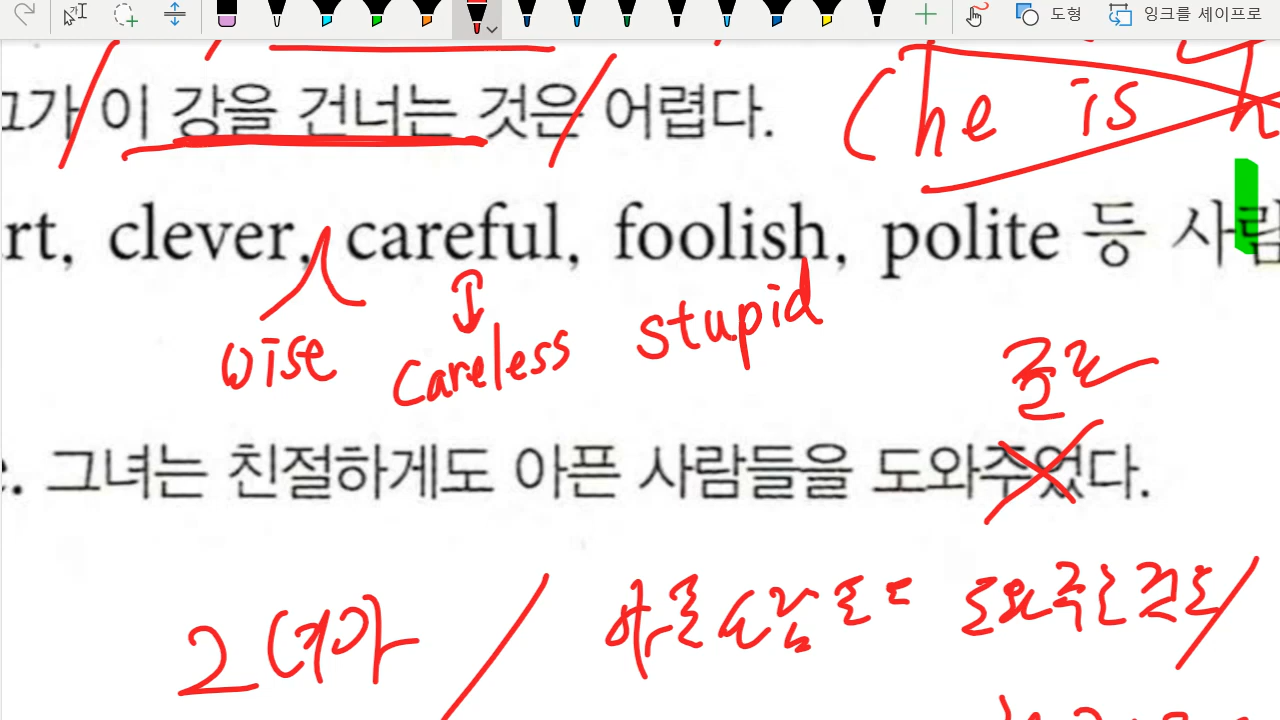 도형 잉크를 셰이프로
그가 이 강을 건너는 것은 어렵다.
(he is
rt, clever, careful, foolish, polite 등 사람
wise careless stupid
e. 그녀는 친절하게도 아픈 사람들을 도와주었다.
그녀가 아픈 사람들을 도와주는 것은